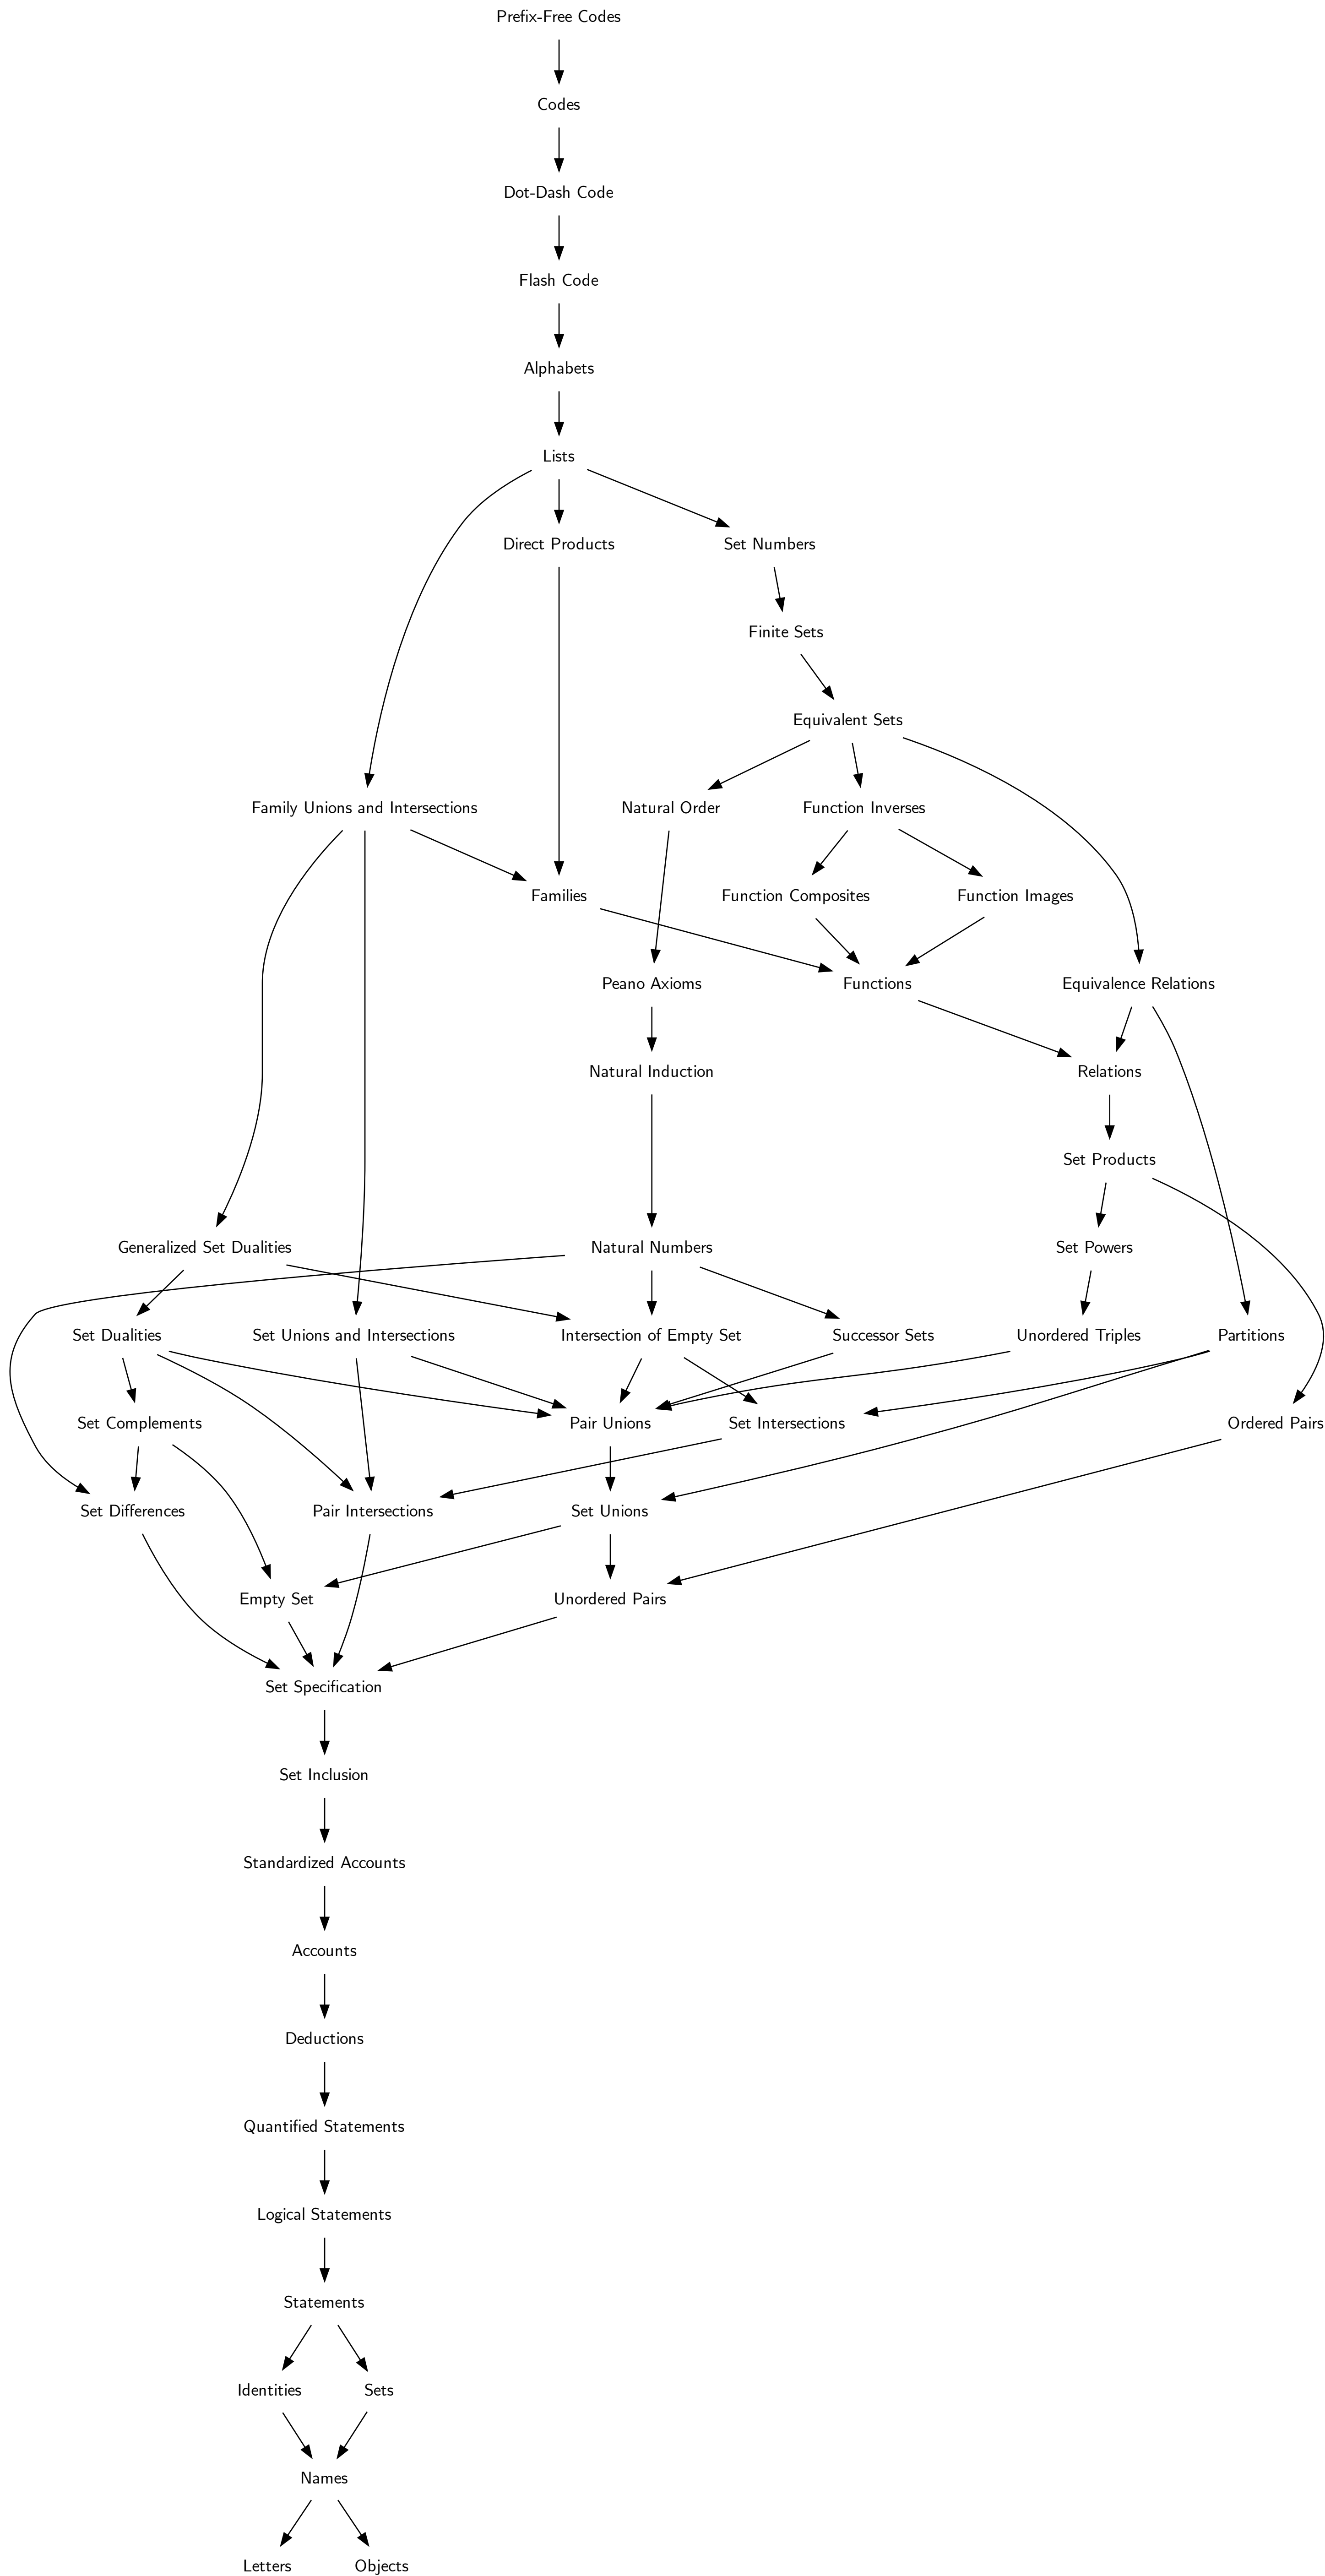 Prefix-Free Codes
Codes
Dot-Dash Code
Flash Code
Alphabets
Lists
Direct Products
Set Numbers
Finite Sets
Equivalent Sets
Family Unions and Intersections
Natural Order
Function Inverses
Families
Function Composites
Function Images
Peano Axioms
Functions
Equivalence Relations
Natural Induction
Relations
Set Products
Generalized Set Dualities
Natural Numbers
Set Powers
Set Dualities
Set Unions and Intersections
Intersection of Empty Set
Successor Sets
Unordered Triples
Partitions
Set Complements
Pair Unions
Set Intersections
Ordered Pairs
Set Differences
Pair Intersections
Set Unions
Empty Set
Unordered Pairs
Set Specification
Set Inclusion
Standardized Accounts
Accounts
Deductions
Quantified Statements
Logical Statements
Statements
Identities
Sets
Names
Letters
Objects